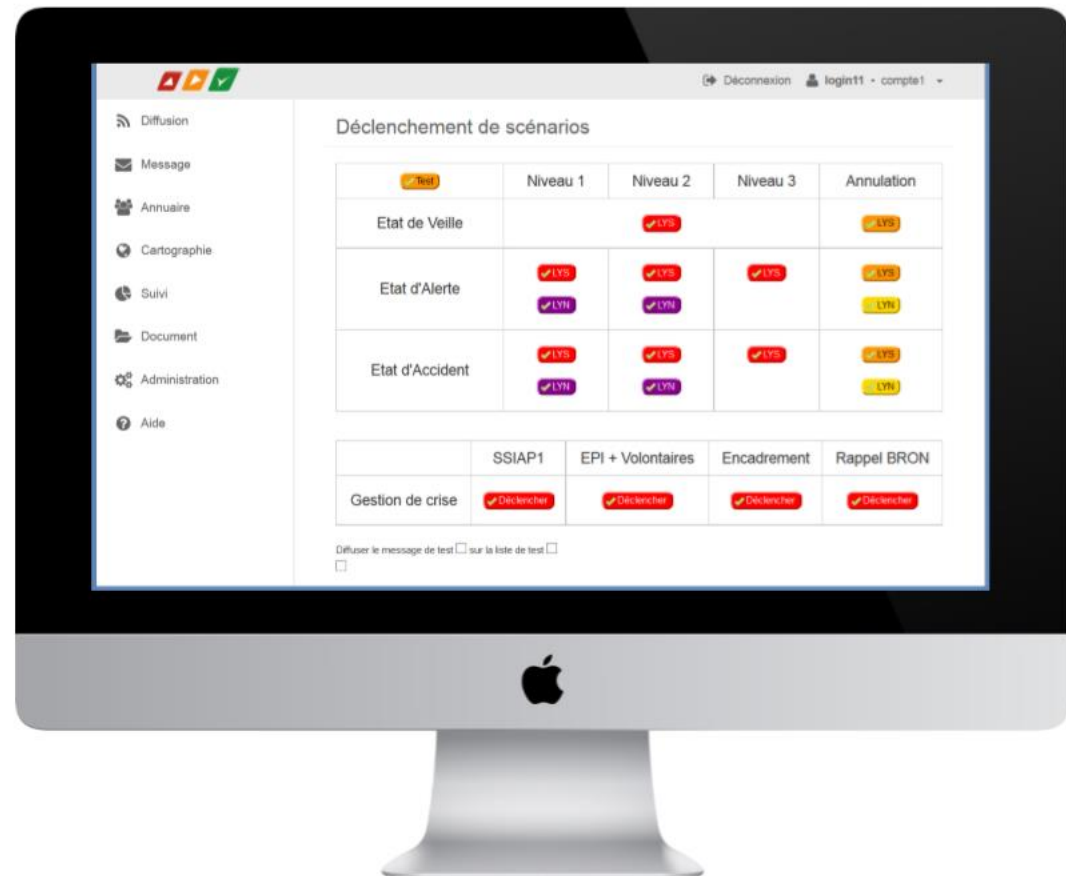 Déconnexion login11 - compte1
Diffusion
Message
Annuaire
Cartographie
Suivi
Document
Administration
Aide
Déclenchement de scénarios
Test Niveau 1 Niveau 2 Niveau 3 Annulation
Etat de Veille LYS LYS
Etat d'Alerte
LYS LYS LYS LYS
LYN LYN LYN
Etat d'Accident
LYS LYS LYS LYS
LYN LYN LYN
SSIAP1 EPI + Volontaires Encadrement Rappel BRON
Gestion de crise Déclencher Déclencher Déclencher Déclencher
Diffuser le message de test sur la liste de test